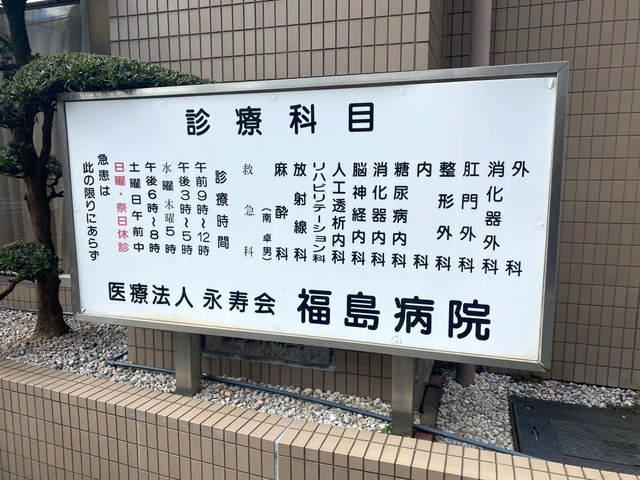 診療科目
外科
消化器外科
肛門外科
整形外科
内科
糖尿病内科
消化器内科
脳神経内科
人工透析内科
リハビリテーション科
放射線科
麻酔科
(南 卓男)
救急科
診療時間
午前9時〜12時
午後3時〜5時
水曜木曜5時
午後6時〜8時
土曜日午前中
日曜・祭日休診
急患は
此の限りにあらず
医療法人永寿会 福島病院